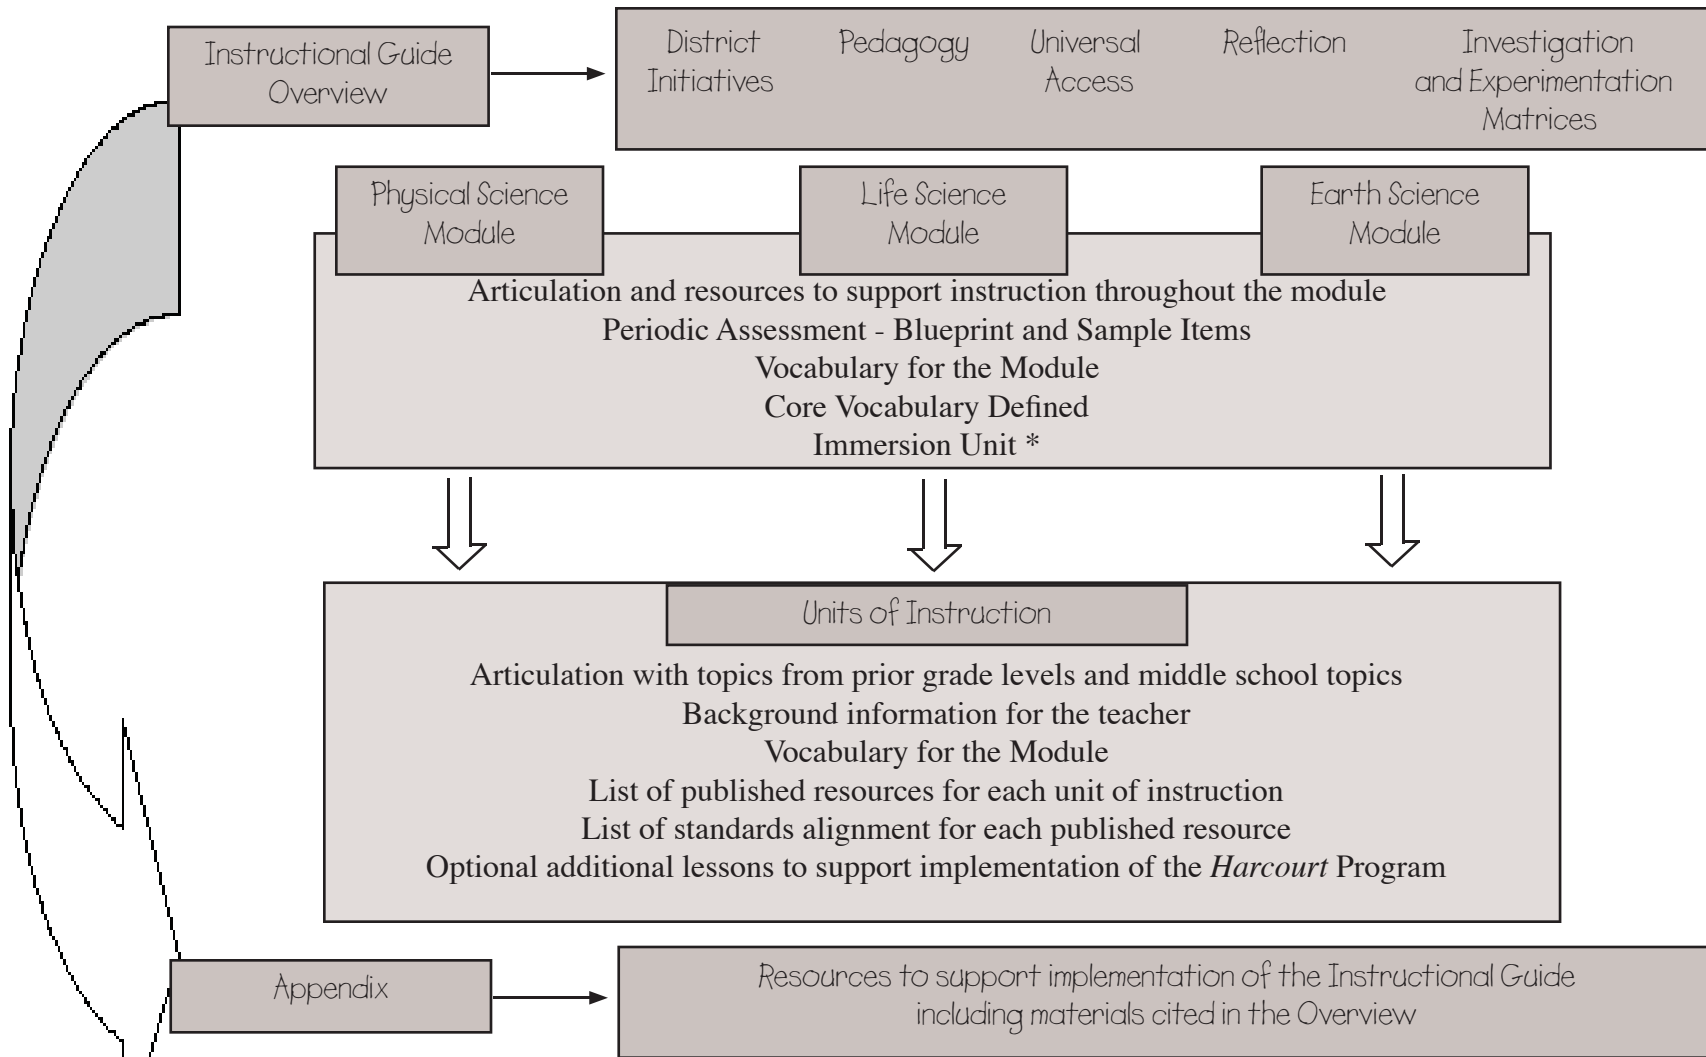 Instructional Guide
Overview
District
Initiatives
Pedagogy
Universal
Access
Reflection
Investigation
and Experimentation
Matrices
Physical Science
Module
Life Science
Module
Earth Science
Module
Articulation and resources to support instruction throughout the module
Periodic Assessment - Blueprint and Sample Items
Vocabulary for the Module
Core Vocabulary Defined
Immersion Unit *
Units of Instruction
Articulation with topics from prior grade levels and middle school topics
Background information for the teacher
Vocabulary for the Module
List of published resources for each unit of instruction
List of standards alignment for each published resource
Optional additional lessons to support implementation of the Harcourt Program
Appendix
Resources to support implementation of the Instructional Guide
including materials cited in the Overview